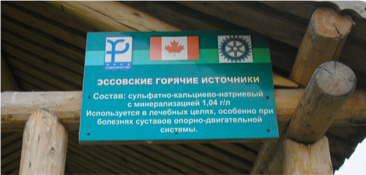 ЭССОВСКИЕ ГОРЯЧИЕ ИСТОЧНИКИ
Состав: сульфатно-кальциево-натриевый
с минерализацией 1,04 г/л
Используется в лечебных целях, особенно при
болезнях суставов опорно-двигательной
системы.